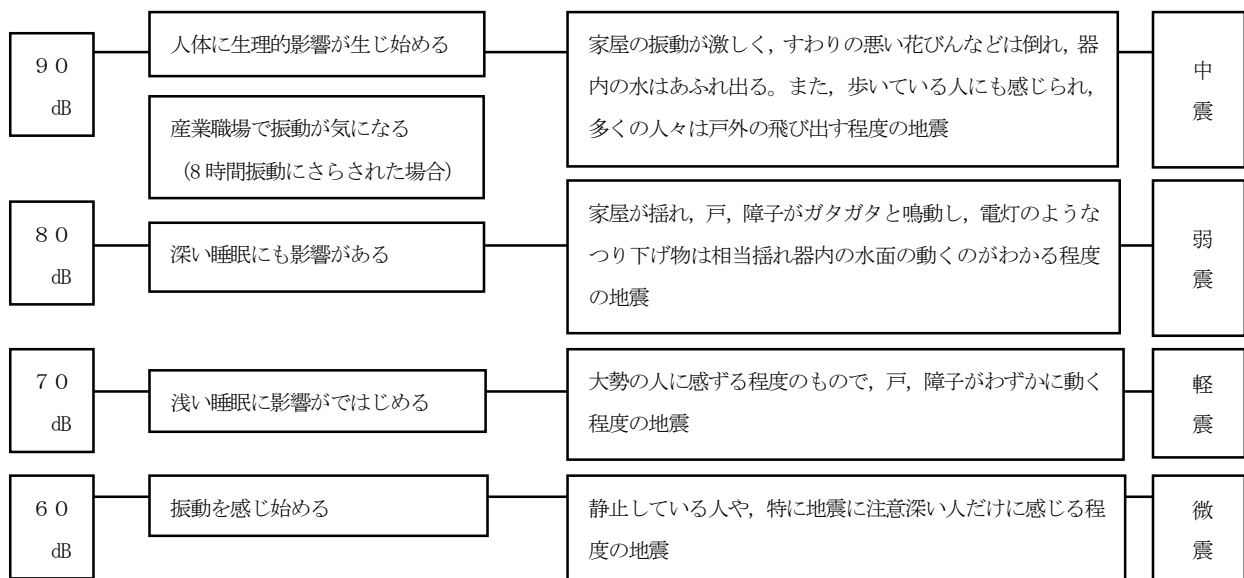 ９０
dB
人体に生理的影響が生じ始める
産業職場で振動が気になる
（8 時間振動にさらされた場合）
家屋の振動が激しく，すわりの悪い花びんなどは倒れ，器
内の水はあふれ出る。また，歩いている人にも感じられ，
多くの人々は戸外の飛び出す程度の地震
中
震
８０
dB
深い睡眠にも影響がある
家屋が揺れ，戸，障子がガタガタと鳴動し，電灯のような
つり下げ物は相当揺れ器内の水面の動くのがわかる程度
の地震
弱
震
７０
dB
浅い睡眠に影響がではじめる
大勢の人に感ずる程度のもので，戸，障子がわずかに動く
程度の地震
軽
震
６０
dB
振動を感じ始める
静止している人や，特に地震に注意深い人だけに感じる程
度の地震
微
震